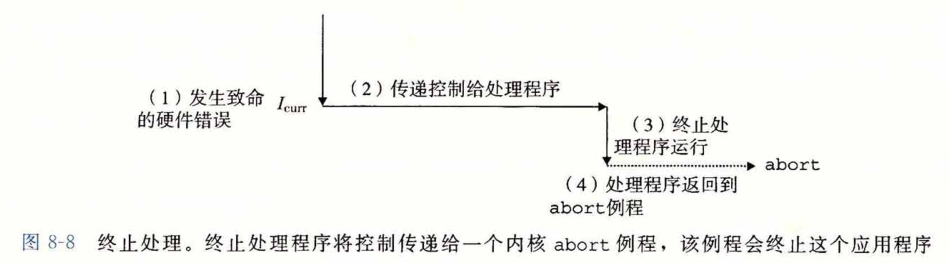 （1）发生致命
的硬件错误
Icurr
（2）传递控制给处理程序
（3）终止处
理程序运行
abort
（4）处理程序返回到
abort例程
图 8-8 终止处理。终止处理程序将控制传递给一个内核 abort 例程，该例程会终止这个应用程序